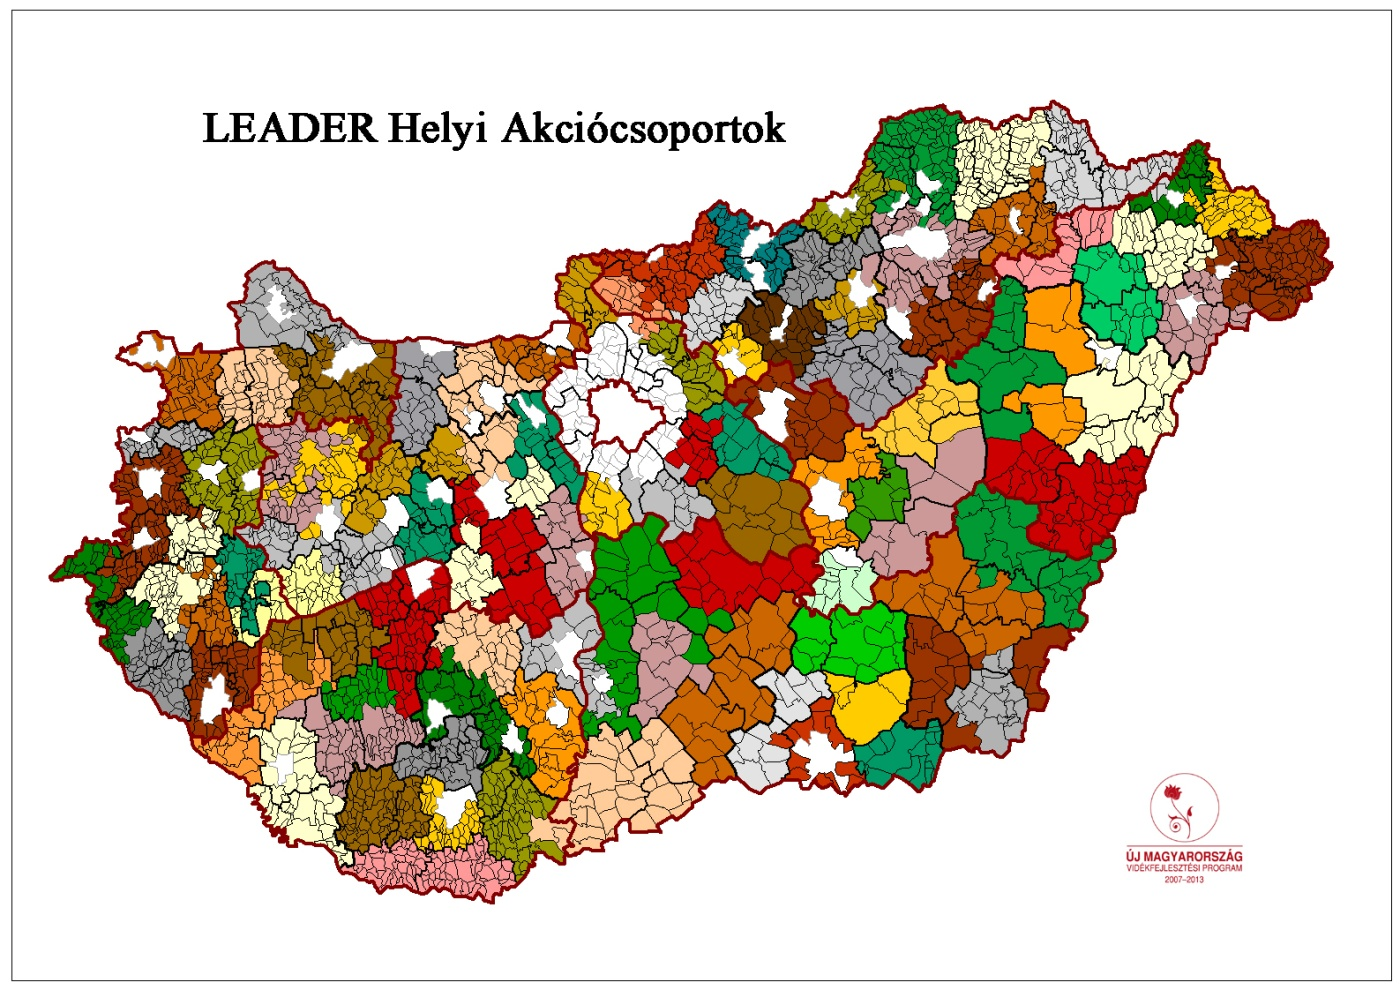 LEADER Helyi Akciócsoportok
ÚJ MAGYARORSZÁG
VIDÉKFEJLESZTÉSI PROGRAM
2007–2013